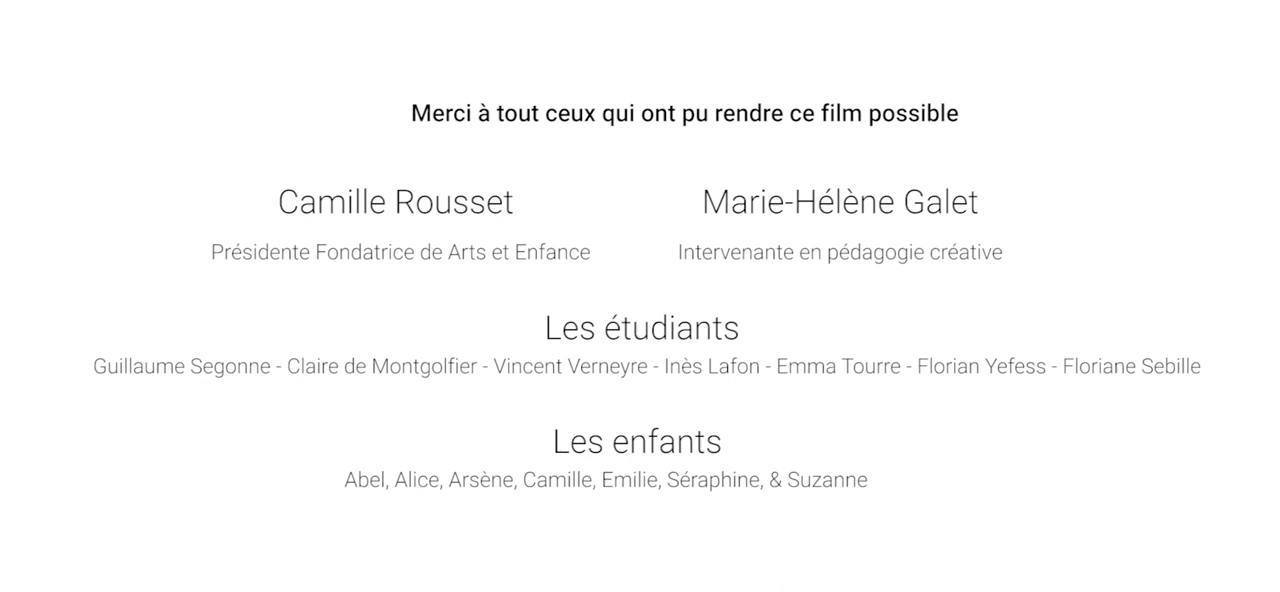 Merci à tout ceux qui ont pu rendre ce film possible
Camille Rousset
Marie-Hélène Galet
Présidente Fondatrice de Arts et Enfance
Intervenante en pédagogie créative
Les étudiants
Guillaume Segonne - Claire de Montgolfier - Vincent Verneyre - Inès Lafon - Emma Tourre - Florian Yefess - Floriane Sebille
Les enfants
Abel, Alice, Arsène, Camille, Emilie, Séraphine, & Suzanne